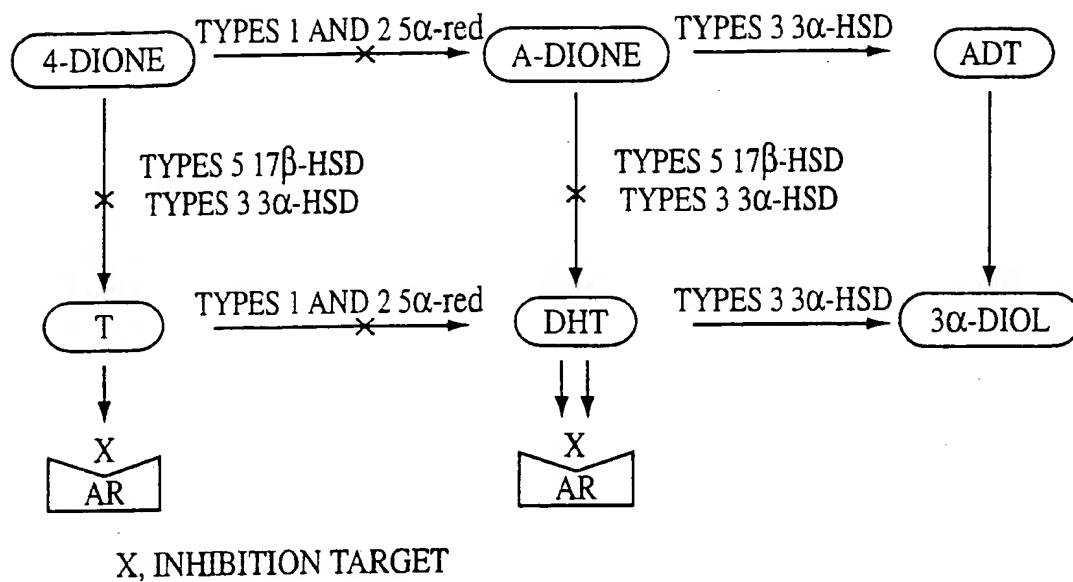 TYPES 1 AND 2 5α-red
TYPES 3 3α-HSD
4-DIONE
A-DIONE
ADT
TYPES 5 17β-HSD
TYPES 3 3α-HSD
TYPES 5 17β-HSD
TYPES 3 3α-HSD
TYPES 1 AND 2 5α-red
TYPES 3 3α-HSD
T
DHT
3α-DIOL
X
AR
X
AR
X, INHIBITION TARGET